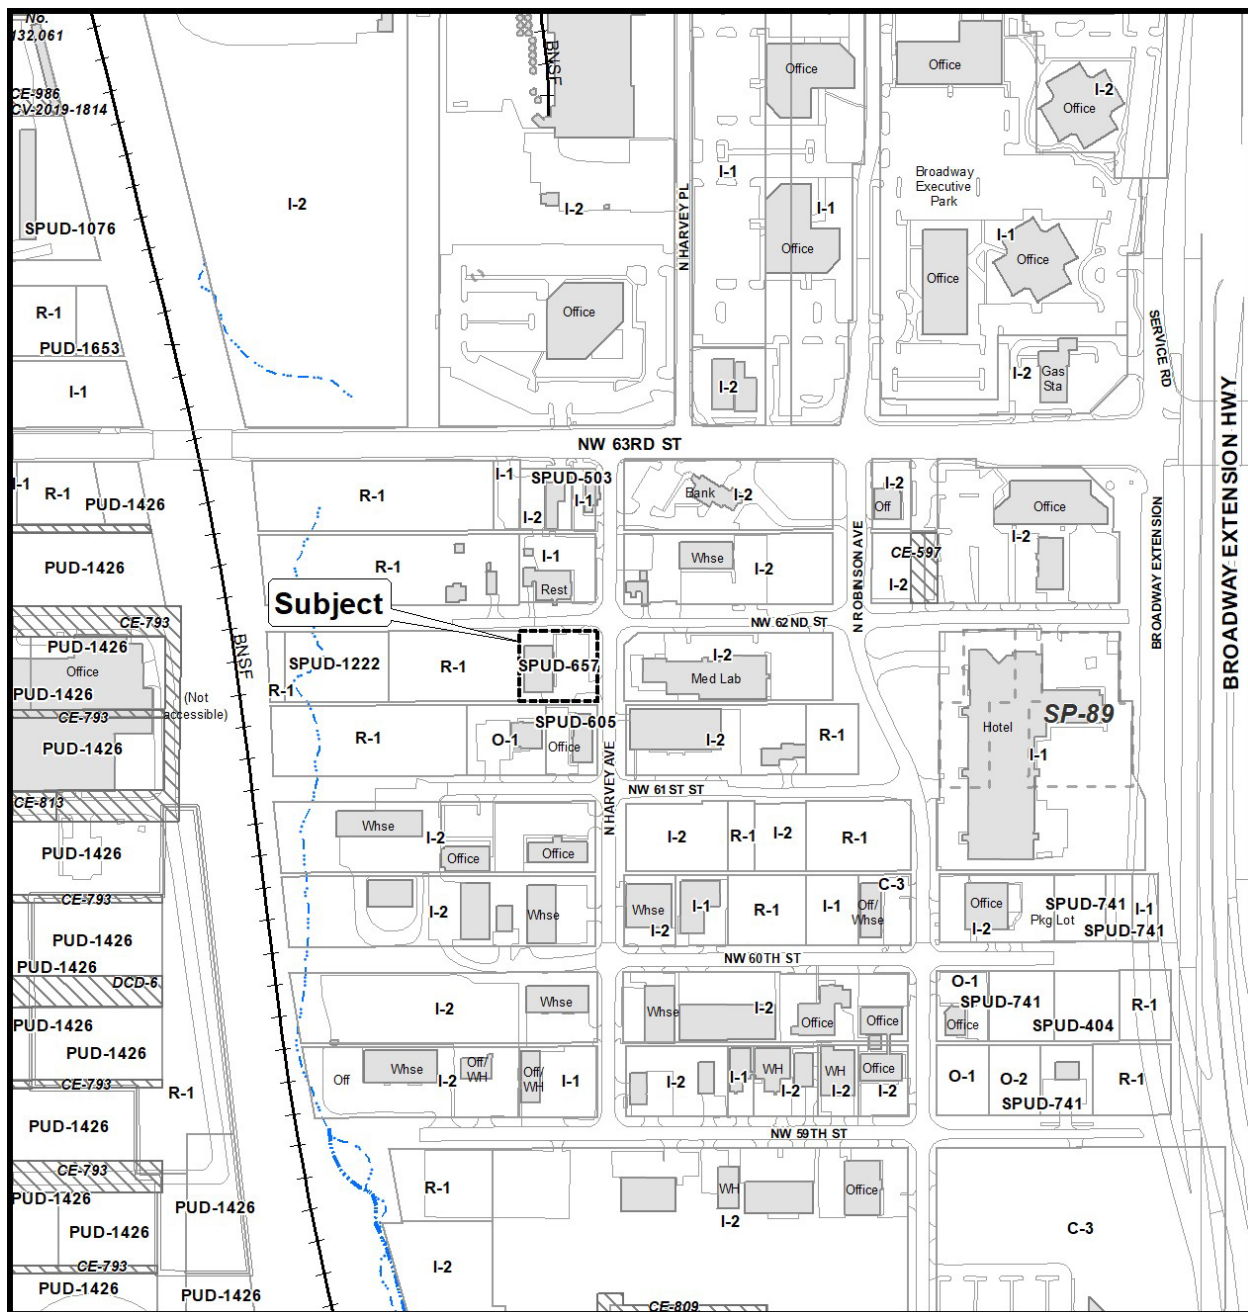 No.
132.061
CE-986
CV-2019-1814
SPUD-1076
R-1
PUD-1653
I-1
BNSF
I-2
I-2
Office
Office
I-2
Office
I-1
Broadway
Executive
Park
N HARVEY PL
I-1
Office
I-1
Office
Office
Office
I-2
I-2
Gas
Sta
SERVICE RD
BROADWAY EXTENSION HWY
NW 63RD ST
I-1
R-1
PUD-1426
R-1
I-1
SPUD-503
I-1
I-2
Bank
I-2
I-2
Off
Office
I-2
BROADWAY EXTENSION
N ROBINSON AVE
PUD-1426
R-1
I-1
Rest
Whse
I-2
CE-597
I-2
Subject
CE-793
NW 62ND ST
PUD-1426
Office
PUD-1426
BNSF
(Not
accessible)
R-1
SPUD-1222
R-1
SPUD-657
I-2
Med Lab
CE-793
PUD-1426
R-1
O-1
SPUD-605
Office
I-2
R-1
Hotel
SP-89
I-1
N HARVEY AVE
NW 61ST ST
CE-813
PUD-1426
Whse
I-2
Office
Office
I-2
R-1
I-2
R-1
CE-793
PUD-1426
PUD-1426
I-2
Whse
Whse
I-2
I-1
R-1
I-1
C-3
Off/
Whse
Office
I-2
SPUD-741
Pkg Lot
SPUD-741
I-1
NW 60TH ST
DCD-6
PUD-1426
PUD-1426
I-2
Whse
Whse
I-2
Office
Office
O-1
SPUD-741
Office
SPUD-404
R-1
CE-793
R-1
Off
Whse
I-2
Off/
WH
Off/
WH
I-1
I-2
I-1
WH
I-2
WH
I-2
Office
I-2
O-1
O-2
SPUD-741
R-1
PUD-1426
NW 59TH ST
CE-793
PUD-1426
PUD-1426
PUD-1426
R-1
WH
I-2
Office
C-3
CE-793
PUD-1426
PUD-1426
I-2
CE-809